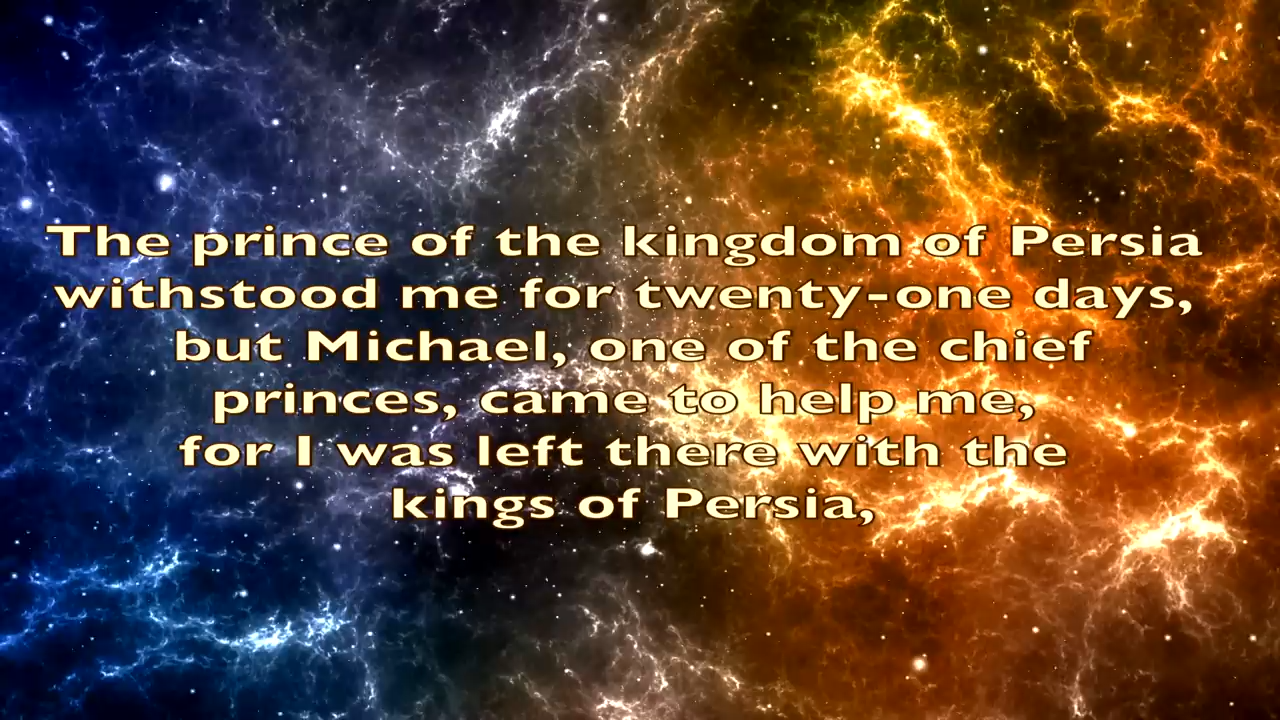 The prince of the kingdom of Persia
withstood me for twenty-one days,
but Michael, one of the chief
princes, came to help me,
for I was left there with the
kings of Persia,